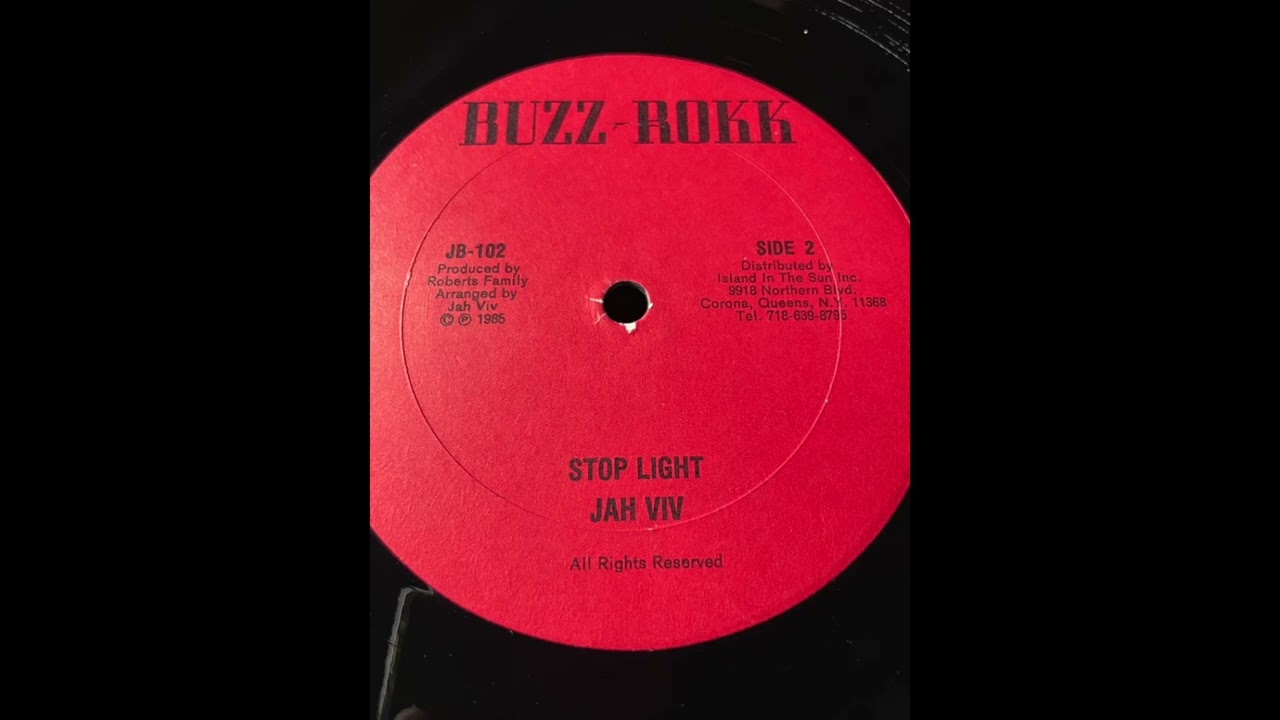 BUZZ-ROKK
JB-102
Produced by
Roberts Family
Arranged by
Jah Viv
© ℗ 1985
SIDE 2
Distributed by
Island In The Sun Inc.
9918 Northern Blvd.
Corona, Queens, N.Y. 11368
Tel. 718-639-8795
STOP LIGHT
JAH VIV
All Rights Reserved